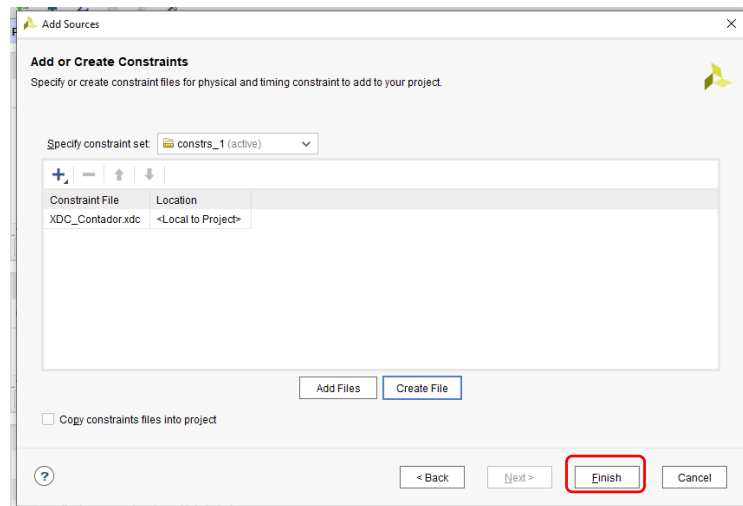 Add Sources
Add or Create Constraints
Specify or create constraint files for physical and timing constraint to add to your project.
Specify constraint set: constrs_1 (active)
Constraint File Location
XDC_Contador.xdc <Local to Project>
Add Files Create File
Copy constraints files into project
? < Back Next > Finish Cancel